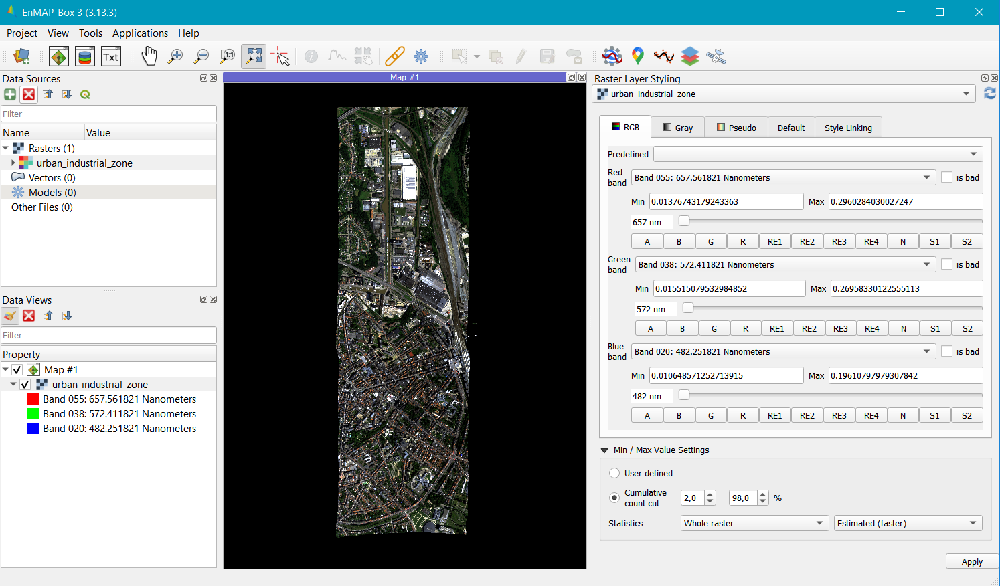 EnMAP-Box 3 (3.13.3)
Project View Tools Applications Help
1:1
Txt
Data Sources
Filter
Name Value
Rasters (1)
urban_industrial_zone
Vectors (0)
Models (0)
Other Files (0)
Data Views
Filter
Property
Map #1
urban_industrial_zone
Band 055: 657.561821 Nanometers
Band 038: 572.411821 Nanometers
Band 020: 482.251821 Nanometers
Map #1
Raster Layer Styling
urban_industrial_zone
RGB Gray Pseudo Default Style Linking
Predefined
Red band Band 055: 657.561821 Nanometers is bad
Min 0.01376743179243363 Max 0.2960284030027247
657 nm
A B G R RE1 RE2 RE3 RE4 N S1 S2
Green band Band 038: 572.411821 Nanometers is bad
Min 0.015515079532984852 Max 0.26958330122555113
572 nm
A B G R RE1 RE2 RE3 RE4 N S1 S2
Blue band Band 020: 482.251821 Nanometers is bad
Min 0.010648571252713915 Max 0.19610797979307842
482 nm
A B G R RE1 RE2 RE3 RE4 N S1 S2
Min / Max Value Settings
User defined
Cumulative count cut 2,0 - 98,0 %
Statistics Whole raster Estimated (faster)
Apply